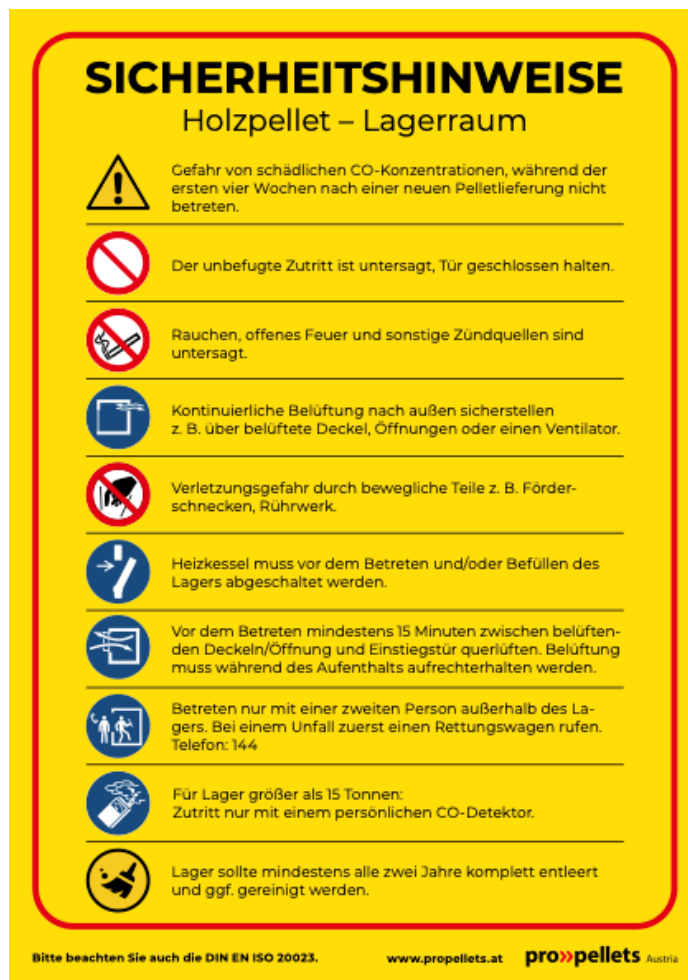 SICHERHEITSHINWEISE
Holzpellet – Lagerraum
Gefahr von schädlichen CO-Konzentrationen, während der
ersten vier Wochen nach einer neuen Pelletlieferung nicht
betreten.
Der unbefugte Zutritt ist untersagt, Tür geschlossen halten.
Rauchen, offenes Feuer und sonstige Zündquellen sind
untersagt.
Kontinuierliche Belüftung nach außen sicherstellen
z. B. über belüftete Deckel, Öffnungen oder einen Ventilator.
Verletzungsgefahr durch bewegliche Teile z. B. Förder-
schnecken, Rührwerk.
Heizkessel muss vor dem Betreten und/oder Befüllen des
Lagers abgeschaltet werden.
Vor dem Betreten mindestens 15 Minuten zwischen belüften-
den Deckeln/Öffnung und Einstiegstür querlüften. Belüftung
muss während des Aufenthalts aufrechterhalten werden.
Betreten nur mit einer zweiten Person außerhalb des La-
gers. Bei einem Unfall zuerst einen Rettungswagen rufen.
Telefon: 144
Für Lager größer als 15 Tonnen:
Zutritt nur mit einem persönlichen CO-Detektor.
Lager sollte mindestens alle zwei Jahre komplett entleert
und ggf. gereinigt werden.
Bitte beachten Sie auch die DIN EN ISO 20023. www.propellets.at pro»pellets Austria